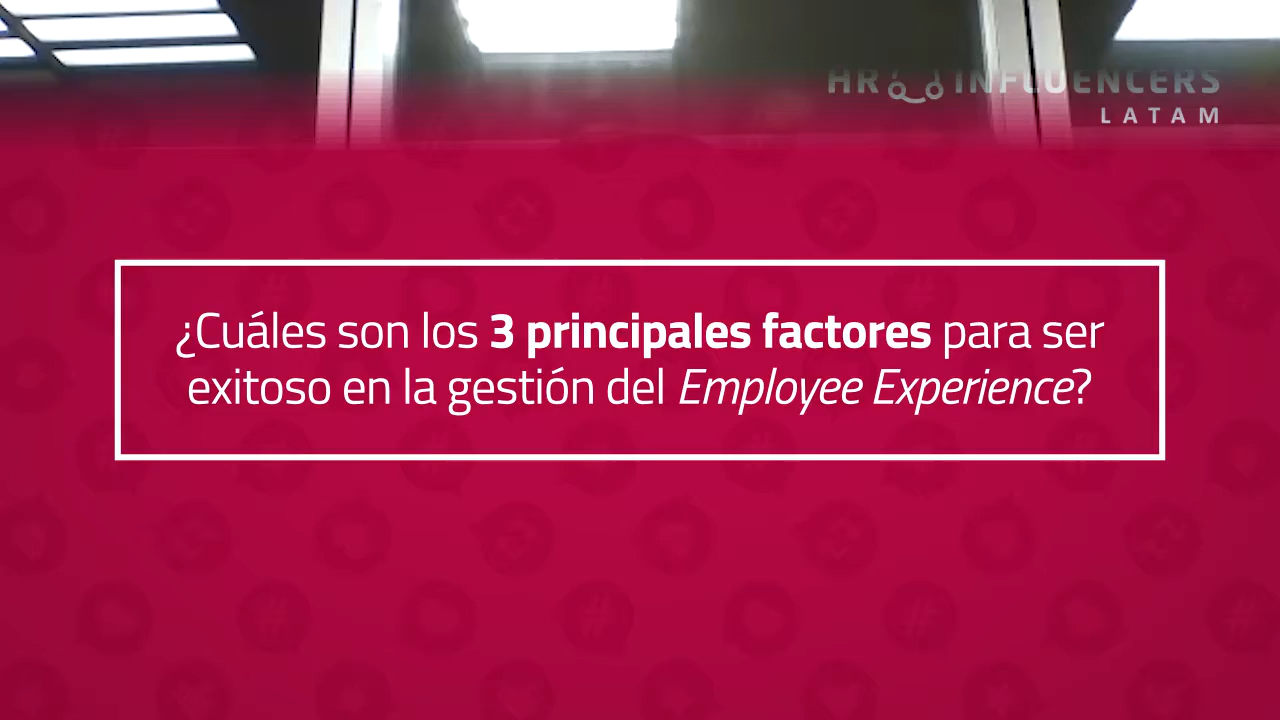 HR INFLUENCERS
LATAM
¿Cuáles son los 3 principales factores para ser
exitoso en la gestión del Employee Experience?